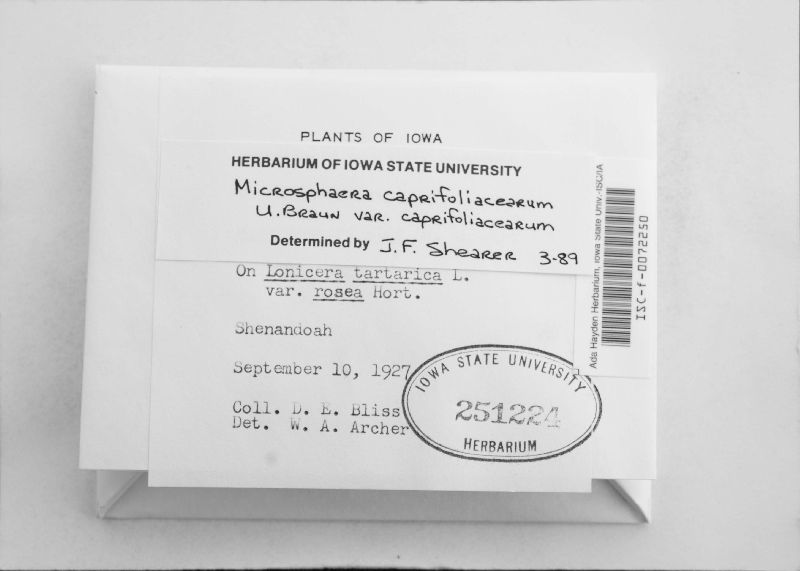 PLANTS OF IOWA
HERBARIUM OF IOWA STATE UNIVERSITY
Microsphaera caprifoliacearum
U. Braun var. caprifoliacearum
Determined by J.F. Shearer 3-89
On Lonicera tartarica L.
var. rosea Hort.
Shenandoah
September 10, 1927
Coll. D. E. Bliss
Det. W. A. Archer
IOWA STATE UNIVERSITY
251224
HERBARIUM
Ada Hayden Herbarium, Iowa State Univ.-ISC/IA
ISC-f-0072250